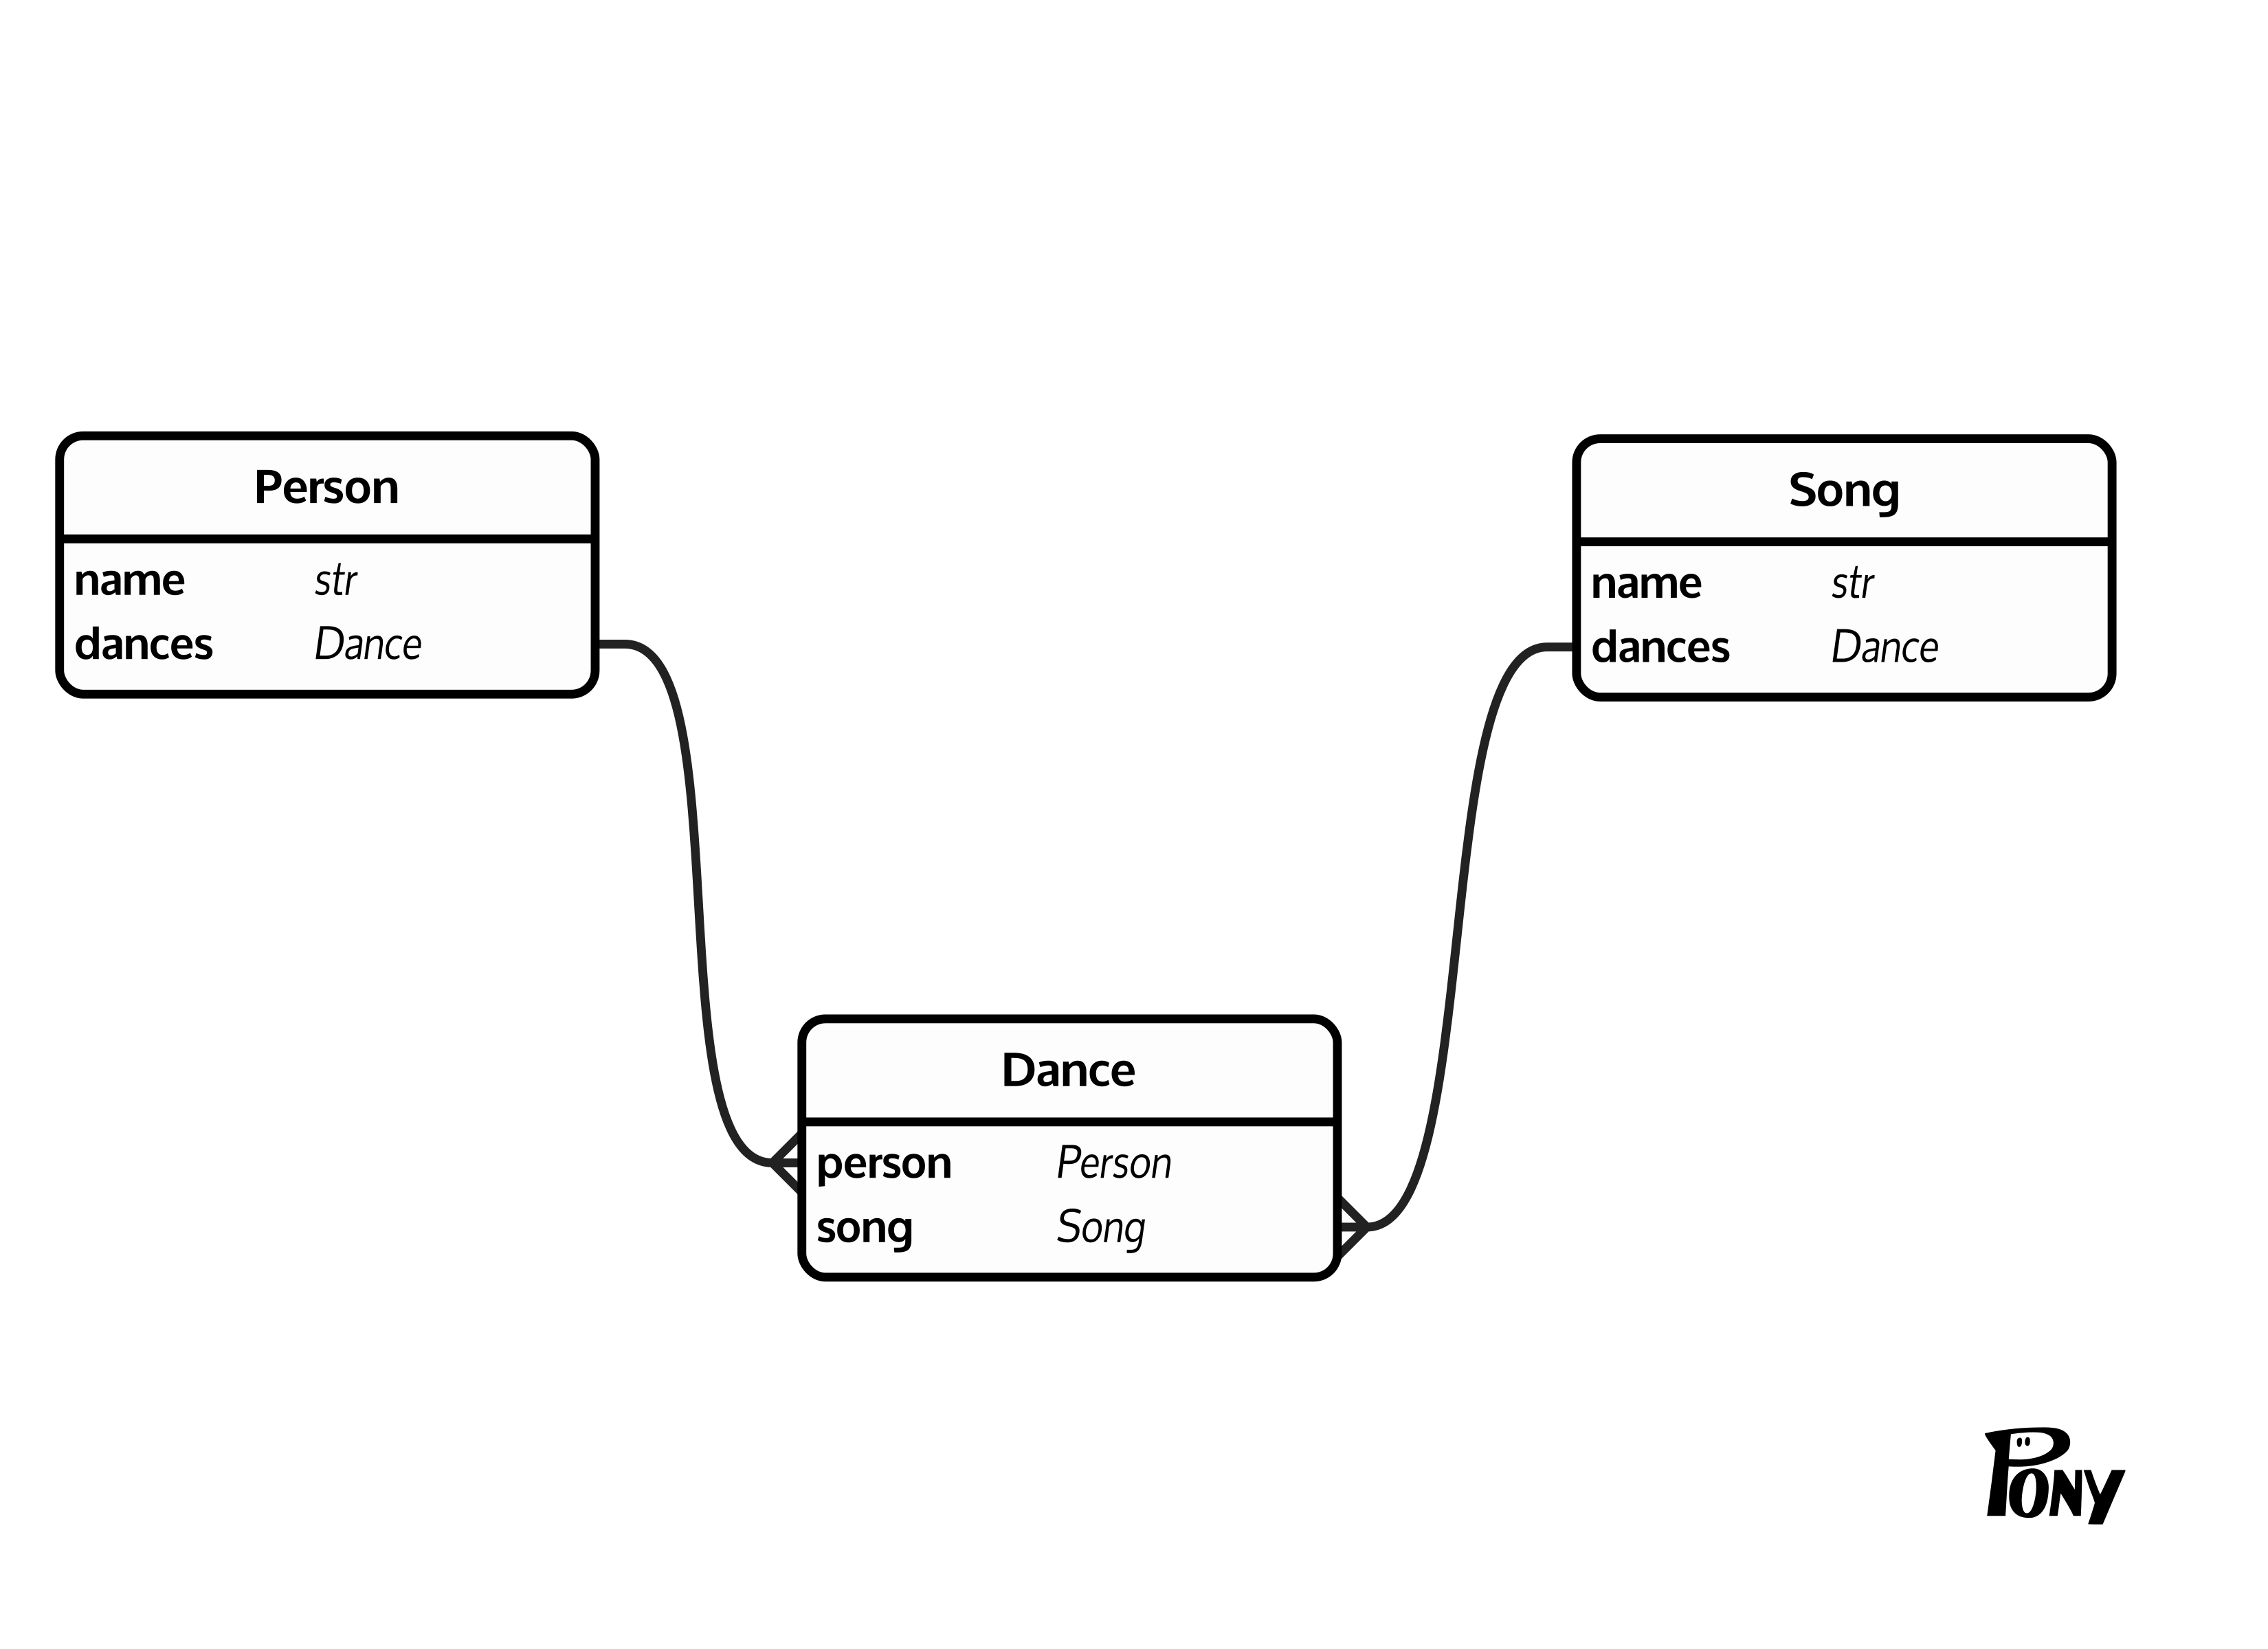 Person
name str
dances Dance
Song
name str
dances Dance
Dance
person Person
song Song
PONY